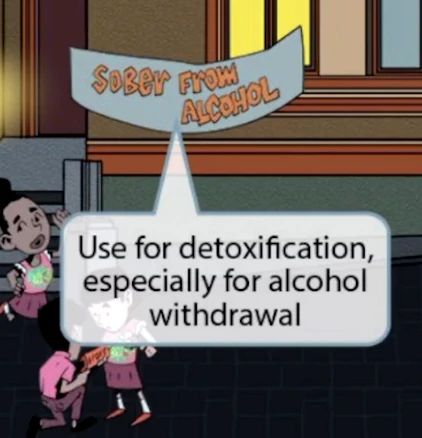 SOBER FROM
ALCOHOL
Use for detoxification,
especially for alcohol
withdrawal